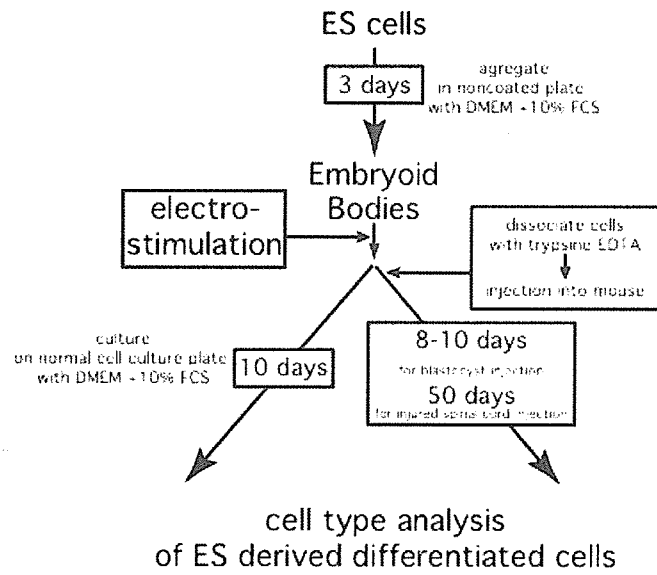 ES cells
3 days
agregate
in noncoated plate
with DMEM +10% FCS
Embryoid
Bodies
electro-
stimulation
dissociate cells
with trypsine EDTA
injection into mouse
culture
on normal cell culture plate
with DMEM +10% FCS
10 days
8-10 days
for blastocyst injection
50 days
for injured spinal cord injection
cell type analysis
of ES derived differentiated cells